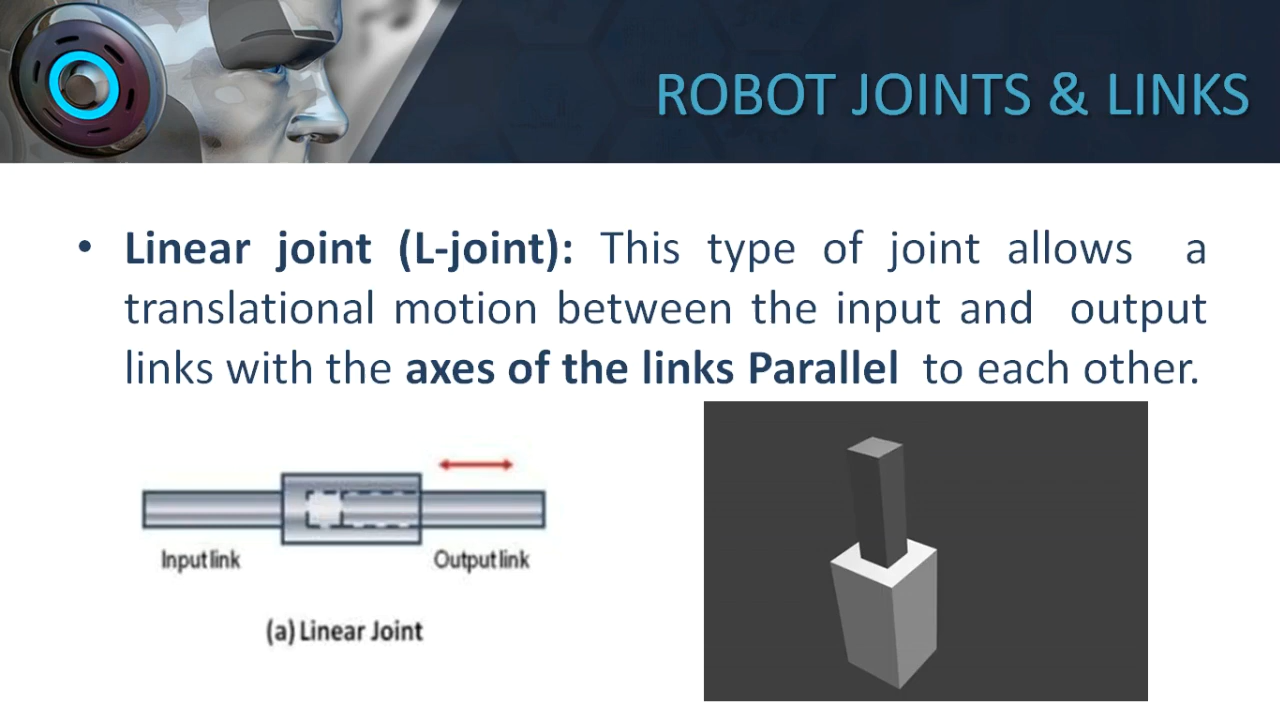 ROBOT JOINTS & LINKS
• Linear joint (L-joint): This type of joint allows a
translational motion between the input and output
links with the axes of the links Parallel to each other.
Input link
Output link
(a) Linear Joint